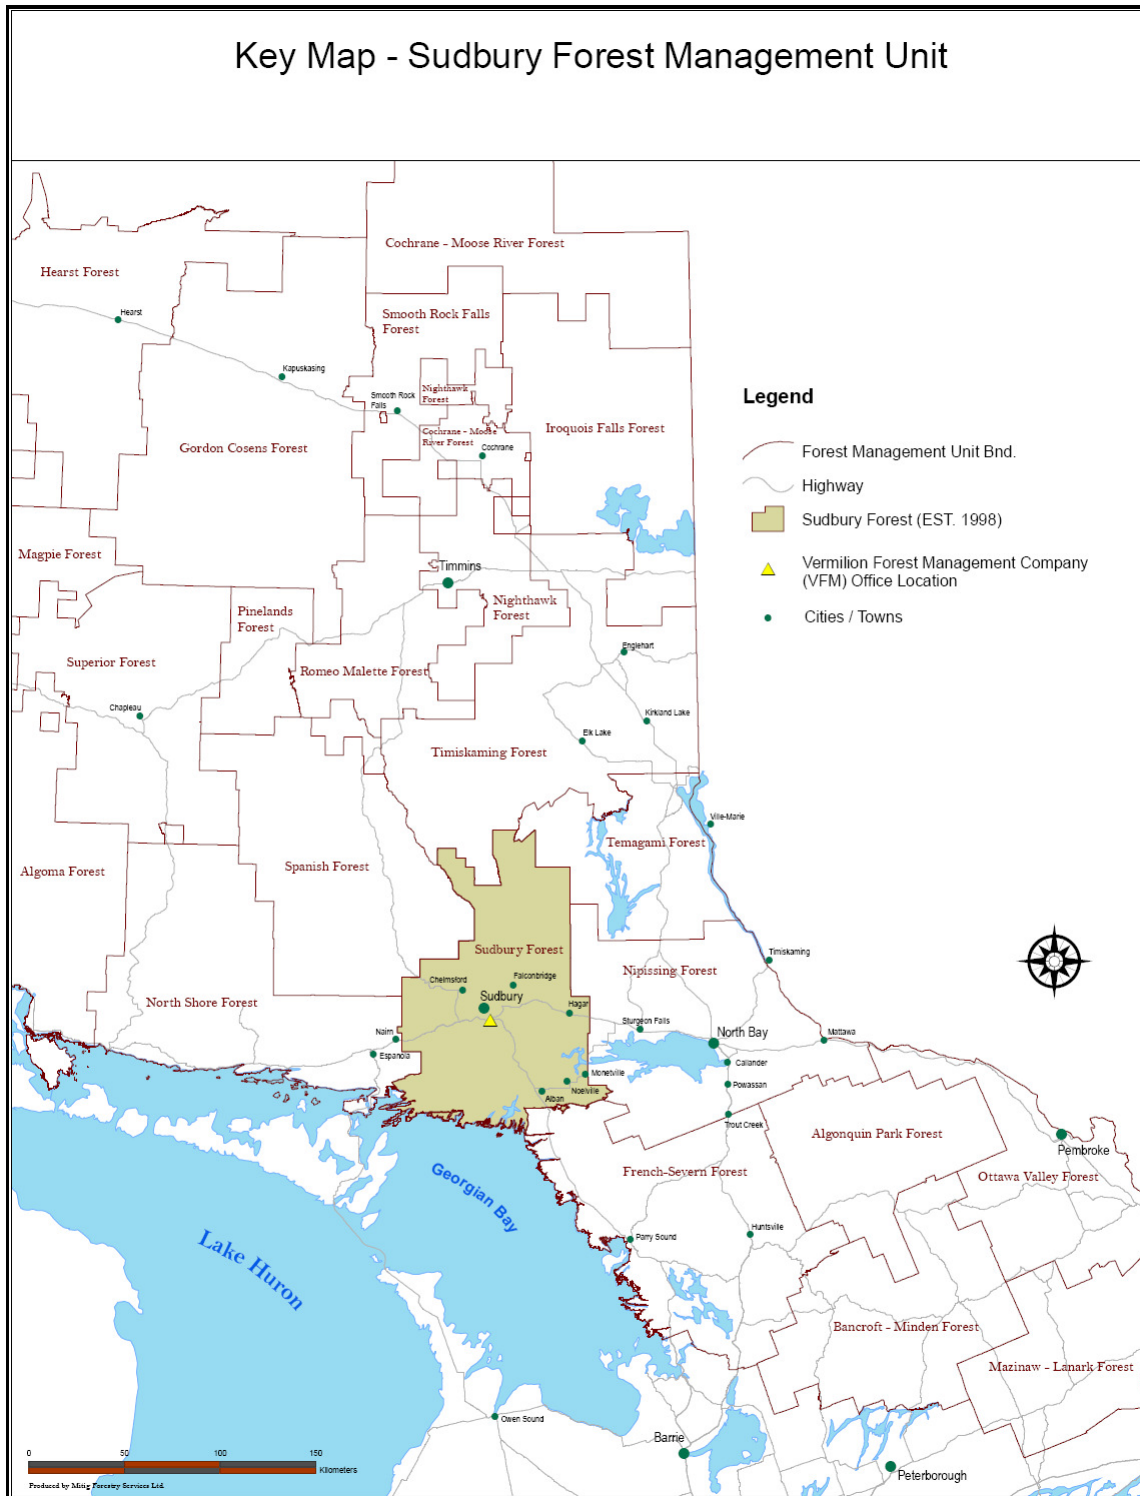 Key Map - Sudbury Forest Management Unit
Cochrane - Moose River Forest
Hearst Forest
Hearst
Smooth Rock Falls
Forest
Kapuskasing
Smooth Rock
Falls
Nighthawk
Forest
Cochrane - Moose
River Forest
Cochrane
Iroquois Falls Forest
Gordon Cosens Forest
Legend
Forest Management Unit Bnd.
Highway
Sudbury Forest (EST. 1998)
Vermilion Forest Management Company
(VFM) Office Location
Cities / Towns
Magpie Forest
Timmins
Pinelands
Forest
Nighthawk
Forest
Superior Forest
Romeo Malette Forest
Englehart
Chapleau
Kirkland Lake
Elk Lake
Timiskaming Forest
Ville-Marie
Temagami Forest
Algoma Forest
Spanish Forest
Sudbury Forest
Timiskaming
Nipissing Forest
Chelmsford
Falconbridge
Sudbury
North Shore Forest
Hagar
Sturgeon Falls
Nairn
North Bay
Mattawa
Espanola
Callander
Monetville
Powassan
Noelville
Alban
Trout Creek
Algonquin Park Forest
Pembroke
French-Severn Forest
Ottawa Valley Forest
Georgian Bay
Lake Huron
Parry Sound
Huntsville
Bancroft - Minden Forest
Mazinaw - Lanark Forest
Owen Sound
Barrie
Peterborough
0 50 100 150
Kilometers
Produced by Mitig Forestry Services Ltd.